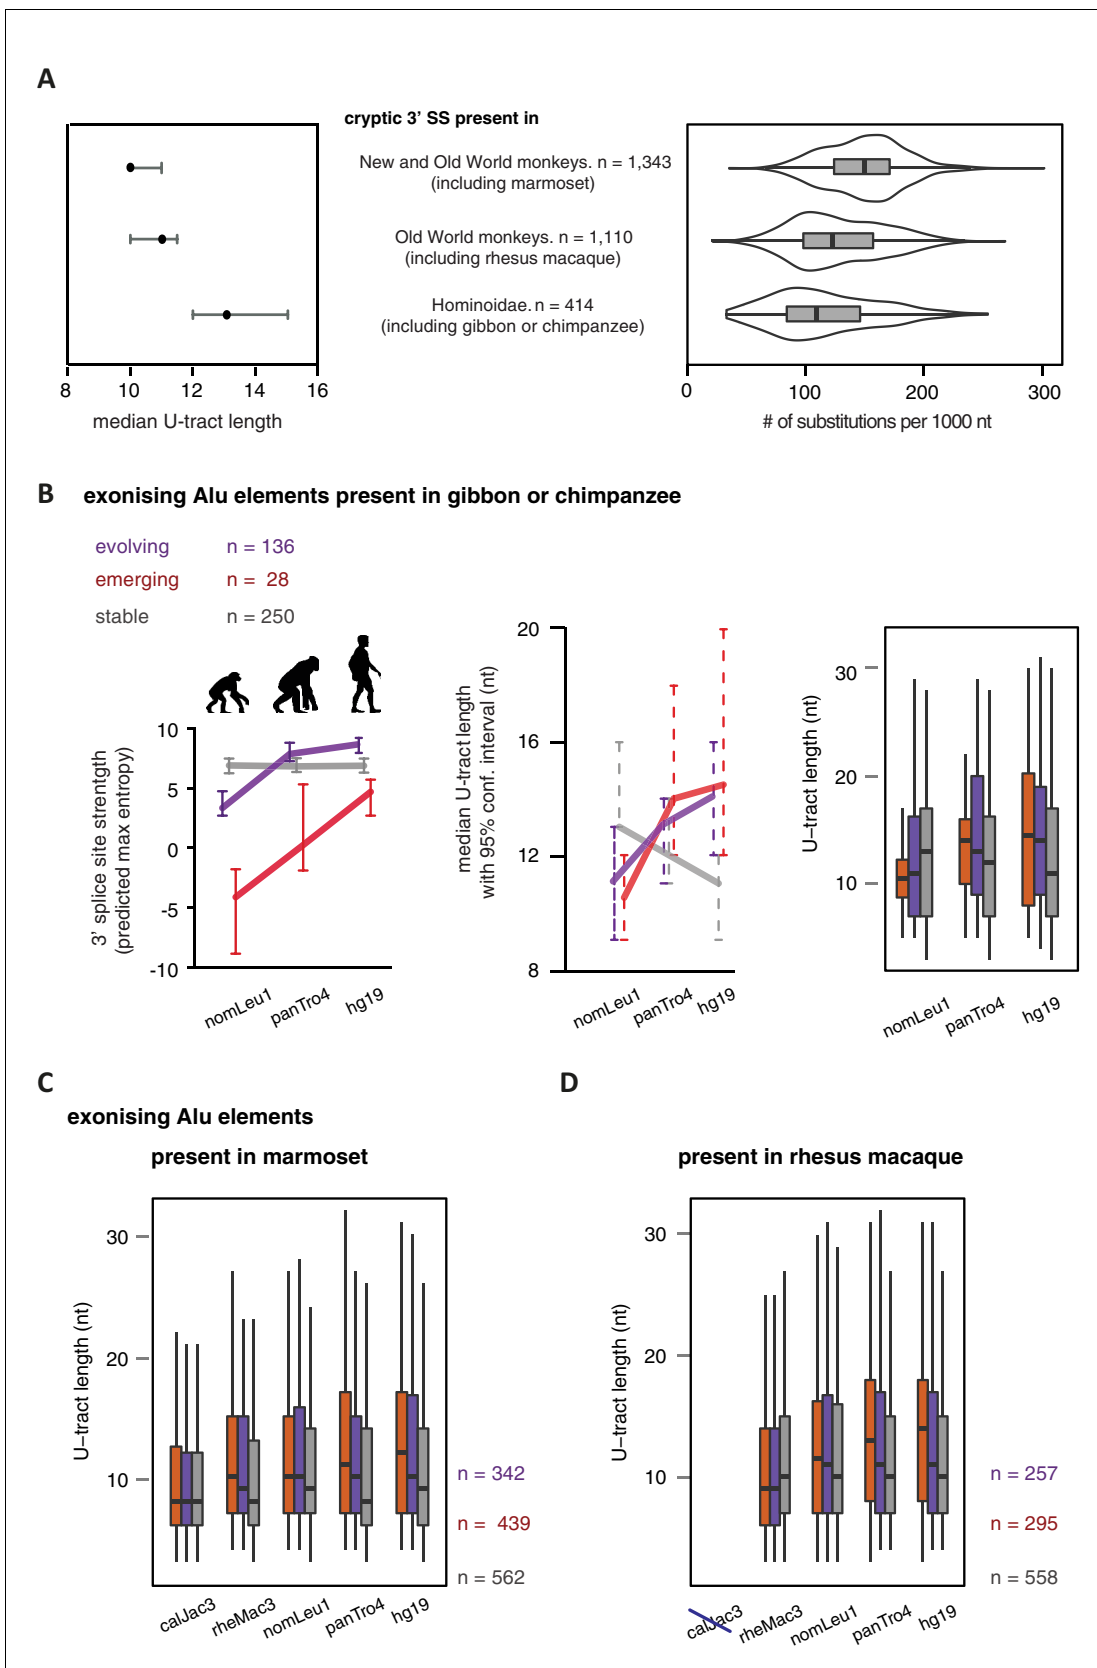 A
cryptic 3' SS present in
New and Old World monkeys. n = 1,343
(including marmoset)
Old World monkeys. n = 1,110
(including rhesus macaque)
Hominoidae. n = 414
(including gibbon or chimpanzee)
8 10 12 14 16
median U-tract length
0 100 200 300
# of substitutions per 1000 nt
B exonising Alu elements present in gibbon or chimpanzee
evolving n = 136
emerging n = 28
stable n = 250
3' splice site strentgth
(predicted max entropy)
10
5
0
-5
-10
nomLeu1 panTro4 hg19
median U-tract length
with 95% conf. interval (nt)
20
16
12
8
nomLeu1 panTro4 hg19
U-tract length (nt)
30
20
10
nomLeu1 panTro4 hg19
C
exonising Alu elements
present in marmoset
U-tract length (nt)
30
20
10
n = 342
n = 439
n = 562
calJac3 rheMac3 nomLeu1 panTro4 hg19
D
present in rhesus macaque
U-tract length (nt)
30
20
10
n = 257
n = 295
n = 558
calJac3 rheMac3 nomLeu1 panTro4 hg19